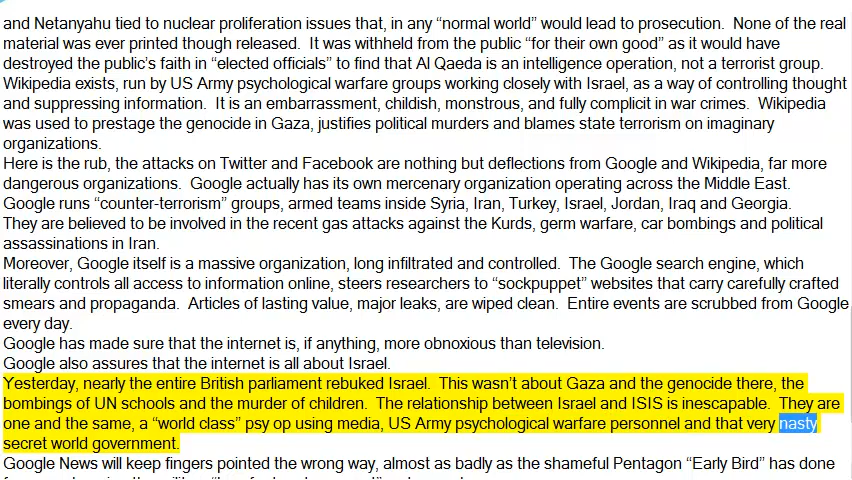 and Netanyahu tied to nuclear proliferation issues that, in any “normal world” would lead to prosecution.  None of the real
material was ever printed though released.  It was withheld from the public “for their own good” as it would have
destroyed the public’s faith in “elected officials” to find that Al Qaeda is an intelligence operation, not a terrorist group.
Wikipedia exists, run by US Army psychological warfare groups working closely with Israel, as a way of controlling thought
and suppressing information.  It is an embarrassment, childish, monstrous, and fully complicit in war crimes.  Wikipedia
was used to prestage the genocide in Gaza, justifies political murders and blames state terrorism on imaginary
organizations.
Here is the rub, the attacks on Twitter and Facebook are nothing but deflections from Google and Wikipedia, far more
dangerous organizations.  Google actually has its own mercenary organization operating across the Middle East.
Google runs “counter-terrorism” groups, armed teams inside Syria, Iran, Turkey, Israel, Jordan, Iraq and Georgia.
They are believed to be involved in the recent gas attacks against the Kurds, germ warfare, car bombings and political
assassinations in Iran.
Moreover, Google itself is a massive organization, long infiltrated and controlled.  The Google search engine, which
literally controls all access to information online, steers researchers to “sockpuppet” websites that carry carefully crafted
smears and propaganda.  Articles of lasting value, major leaks, are wiped clean.  Entire events are scrubbed from Google
every day.
Google has made sure that the internet is, if anything, more obnoxious than television.
Google also assures that the internet is all about Israel.
Yesterday, nearly the entire British parliament rebuked Israel.  This wasn’t about Gaza and the genocide there, the
bombings of UN schools and the murder of children.  The relationship between Israel and ISIS is inescapable.  They are
one and the same, a “world class” psy op using media, US Army psychological warfare personnel and that very nasty
secret world government.
Google News will keep fingers pointed the wrong way, almost as badly as the shameful Pentagon “Early Bird” has done